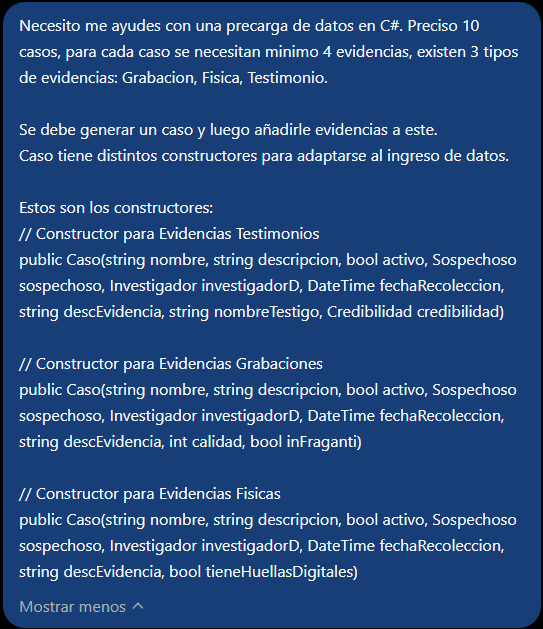 Necesito me ayudes con una precarga de datos en C#. Preciso 10
casos, para cada caso se necesitan minimo 4 evidencias, existen 3 tipos
de evidencias: Grabacion, Fisica, Testimonio.
Se debe generar un caso y luego añadirle evidencias a este.
Caso tiene distintos constructores para adaptarse al ingreso de datos.
Estos son los constructores:
// Constructor para Evidencias Testimonios
public Caso(string nombre, string descripcion, bool activo, Sospechoso
sospechoso, Investigador investigadorD, DateTime fechaRecoleccion,
string descEvidencia, string nombreTestigo, Credibilidad credibilidad)
// Constructor para Evidencias Grabaciones
public Caso(string nombre, string descripcion, bool activo, Sospechoso
sospechoso, Investigador investigadorD, DateTime fechaRecoleccion,
string descEvidencia, int calidad, bool inFraganti)
// Constructor para Evidencias Fisicas
public Caso(string nombre, string descripcion, bool activo, Sospechoso
sospechoso, Investigador investigadorD, DateTime fechaRecoleccion,
string descEvidencia, bool tieneHuellasDigitales)
Mostrar menos